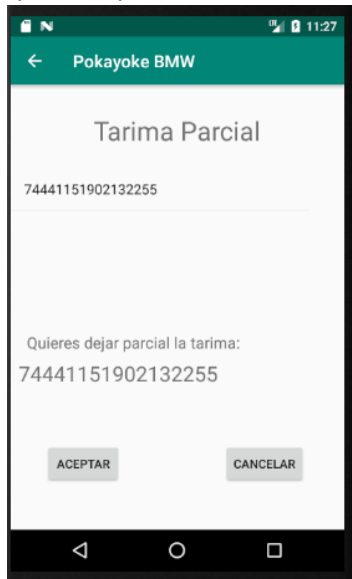 11:27
Pokayoke BMW
Tarima Parcial
74441151902132255
Quieres dejar parcial la tarima:
74441151902132255
ACEPTAR CANCELAR